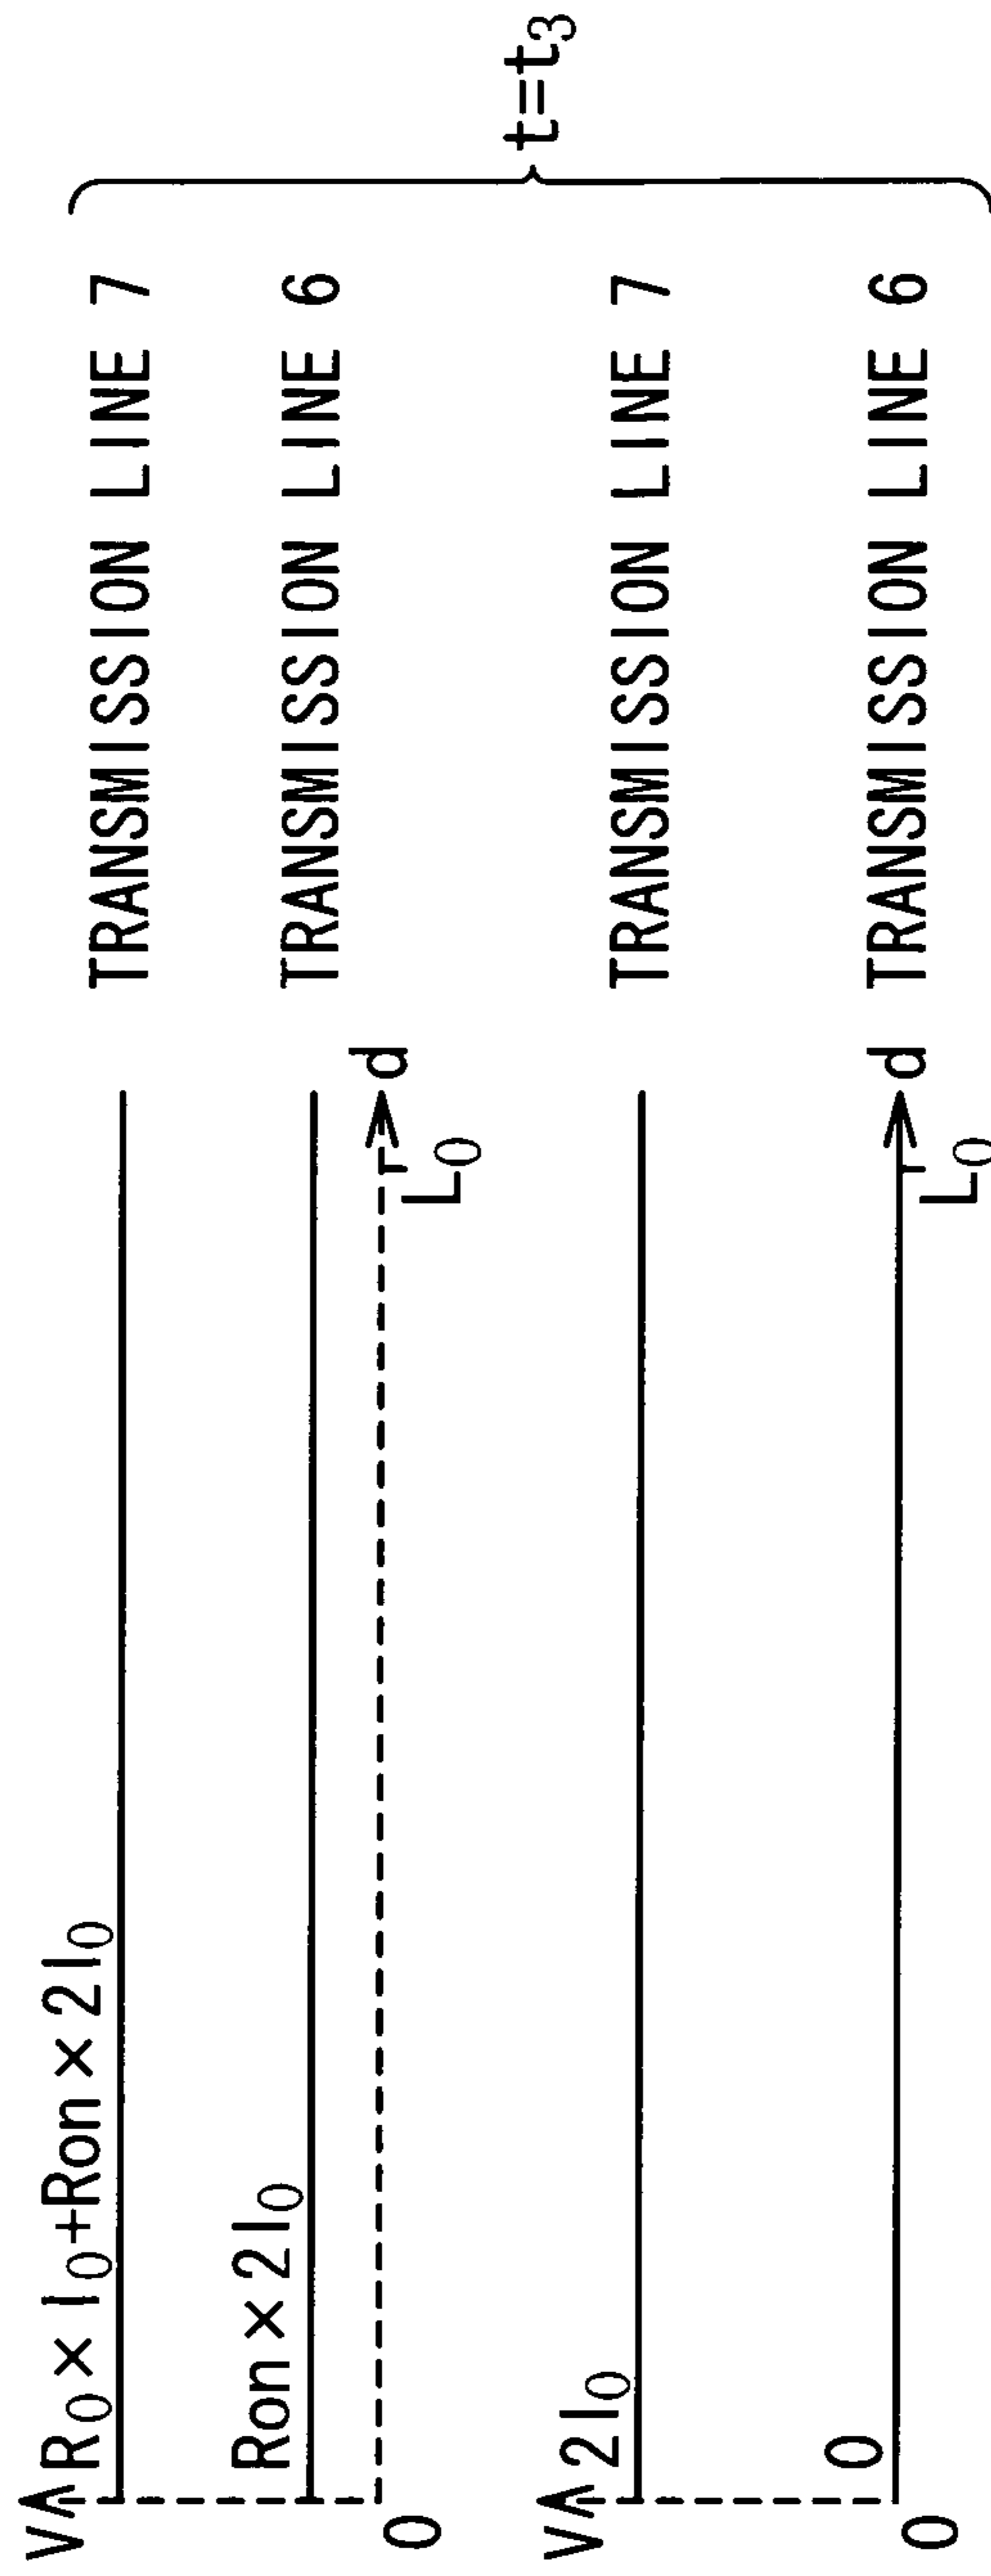 V
R₀×I₀+Ron×2I₀
TRANSMISSION LINE 7
Ron×2I₀
TRANSMISSION LINE 6
0
L₀
d
V
2I₀
TRANSMISSION LINE 7
0
TRANSMISSION LINE 6
0
L₀
d
t=t₃